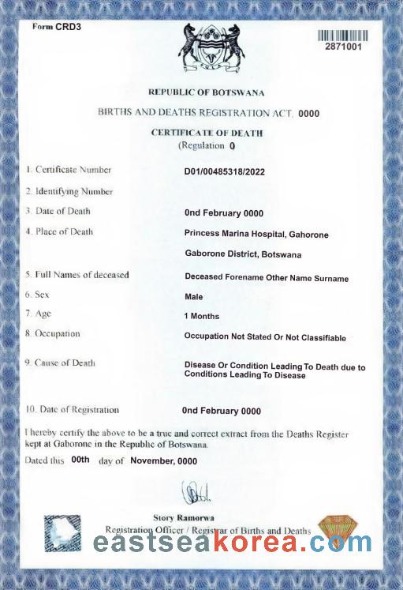 Form CRD3
2871001
REPUBLIC OF BOTSWANA
BIRTHS AND DEATHS REGISTRATION ACT, 0000
CERTIFICATE OF DEATH
(Regulation 0
1. Certificate Number D01/00485318/2022
2. Identifying Number
3. Date of Death 0nd February 0000
4. Place of Death Princess Marina Hospital, Gahorone
Gaborone District, Botswana
5. Full Names of deceased Deceased Forename Other Name Surname
6. Sex Male
7. Age 1 Months
8. Occupation Occupation Not Stated Or Not Classifiable
9. Cause of Death Disease Or Condition Leading To Death due to
Conditions Leading To Disease
10. Date of Registration 0nd February 0000
I hereby certify the above to be a true and correct extract from the Deaths Register
kept at Gaborone in the Republic of Botswana.
Dated this 00th day of November, 0000
Story Ramorwa
Registration Officer / Registrar of Births and Deaths
eastseakorea.com